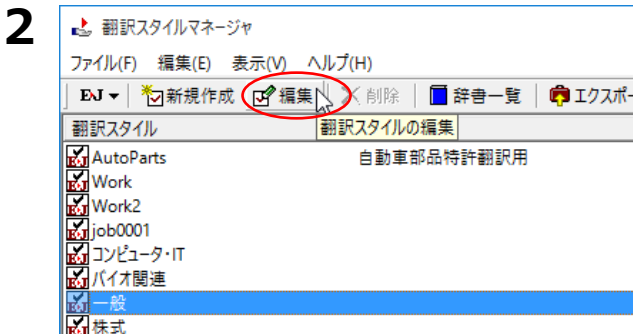 2
翻訳スタイルマネージャ
ファイル(F) 編集(E) 表示(V) ヘルプ(H)
EJ 新規作成 編集 削除 辞書一覧 エクスポー
翻訳スタイル 翻訳スタイルの編集
AutoParts 自動車部品特許翻訳用
Work
Work2
job0001
コンピュータ・IT
バイオ関連
一般
株式